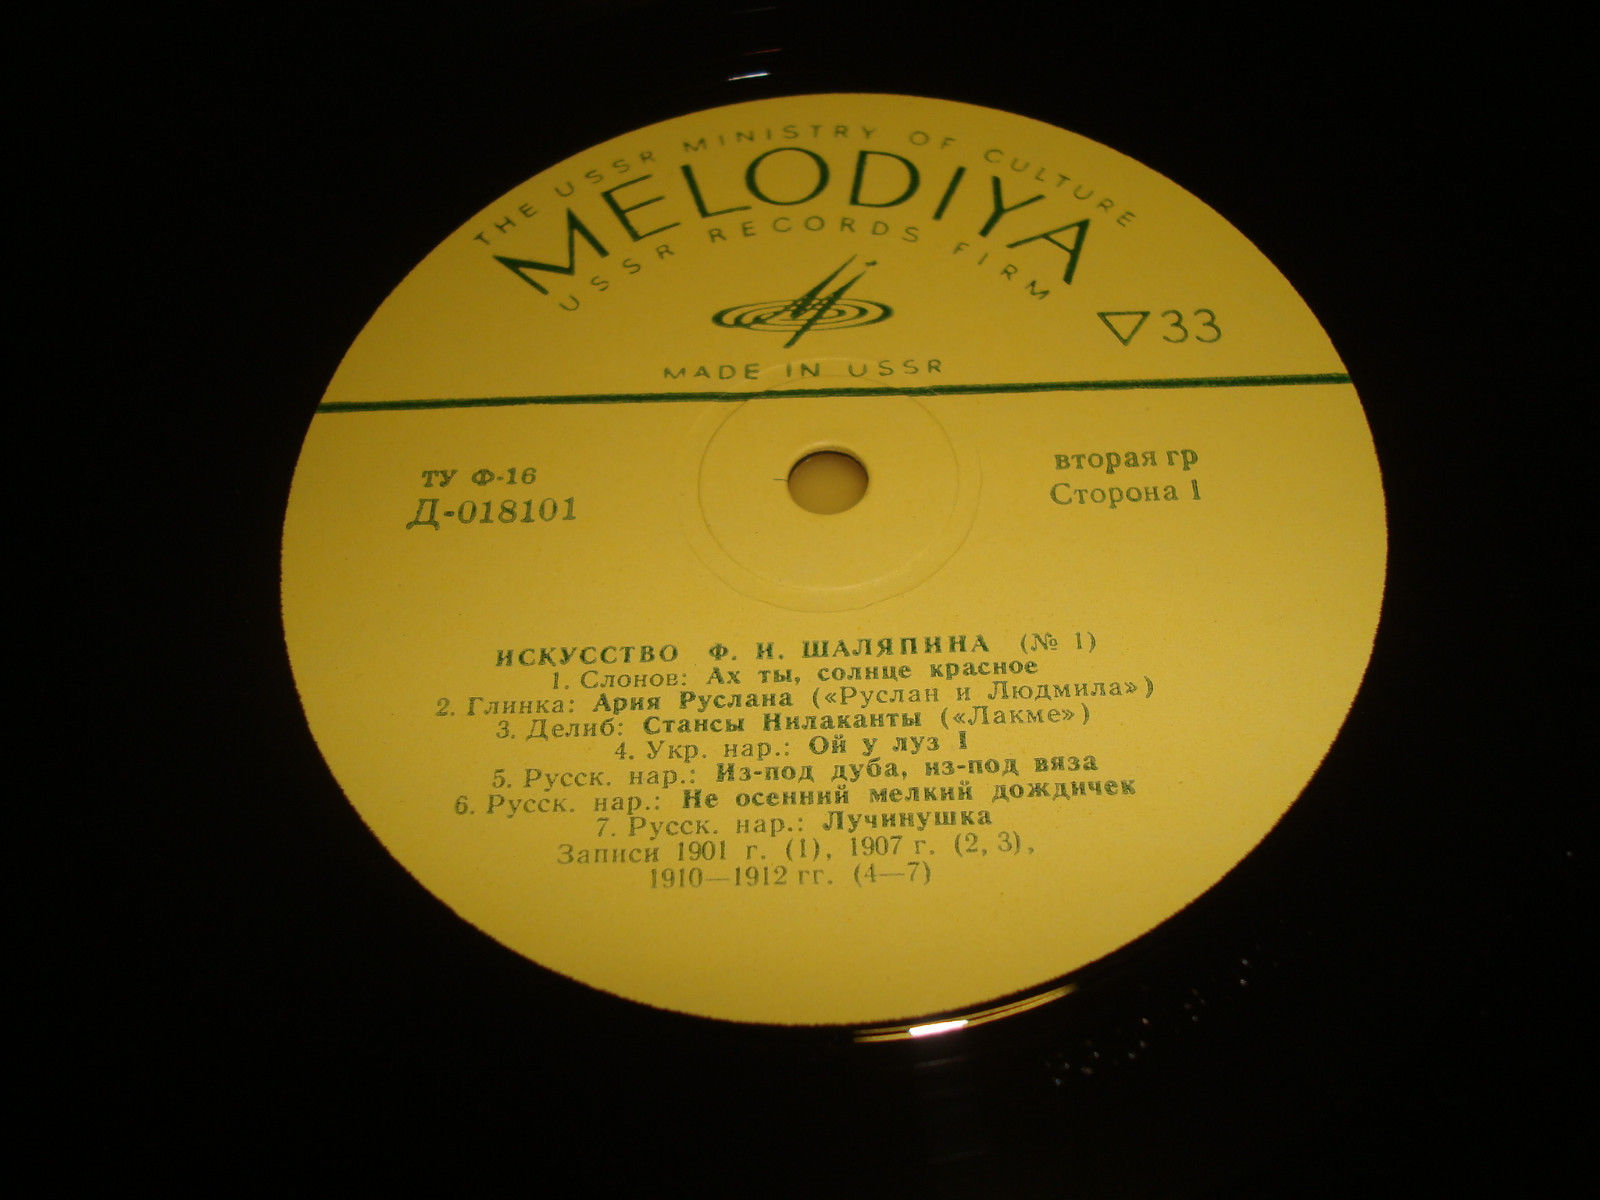 THE USSR MINISTRY OF CULTURE
MELODIYA
USSR RECORDS FIRM
▽33
MADE IN USSR
ТУ Ф-16
Д-018101
вторая гр
Сторона 1
ИСКУССТВО Ф. И. ШАЛЯПИНА (№ 1)
1. Слонов: Ах ты, солнце красное
2. Глинка: Ария Руслана («Руслан и Людмила»)
3. Делиб: Стансы Нилаканты («Лакме»)
4. Укр. нар.: Ой у луз І
5. Русск. нар.: Из-под дуба, из-под вяза
6. Русск. нар.: Не осенний мелкий дождичек
7. Русск. нар.: Лучинушка
Записи 1901 г. (1), 1907 г. (2, 3),
1910—1912 гг. (4—7)